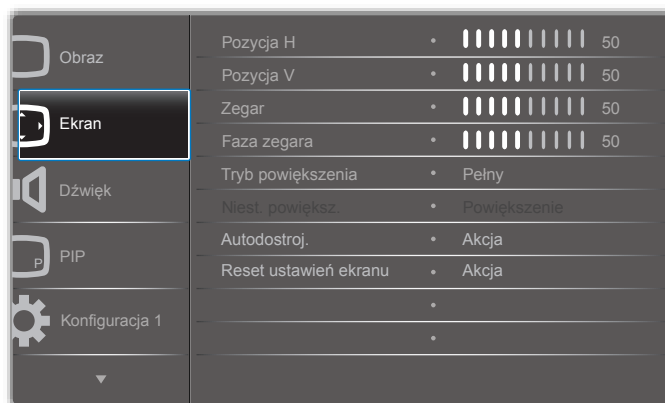 Obraz
Ekran
Dźwięk
P
PIP
Konfiguracja 1
Pozycja H • 50
Pozycja V • 50
Zegar • 50
Faza zegara • 50
Tryb powiększenia • Pełny
Niest. powiększ. • Powiększenie
Autodostroj. • Akcja
Reset ustawień ekranu • Akcja
•
•